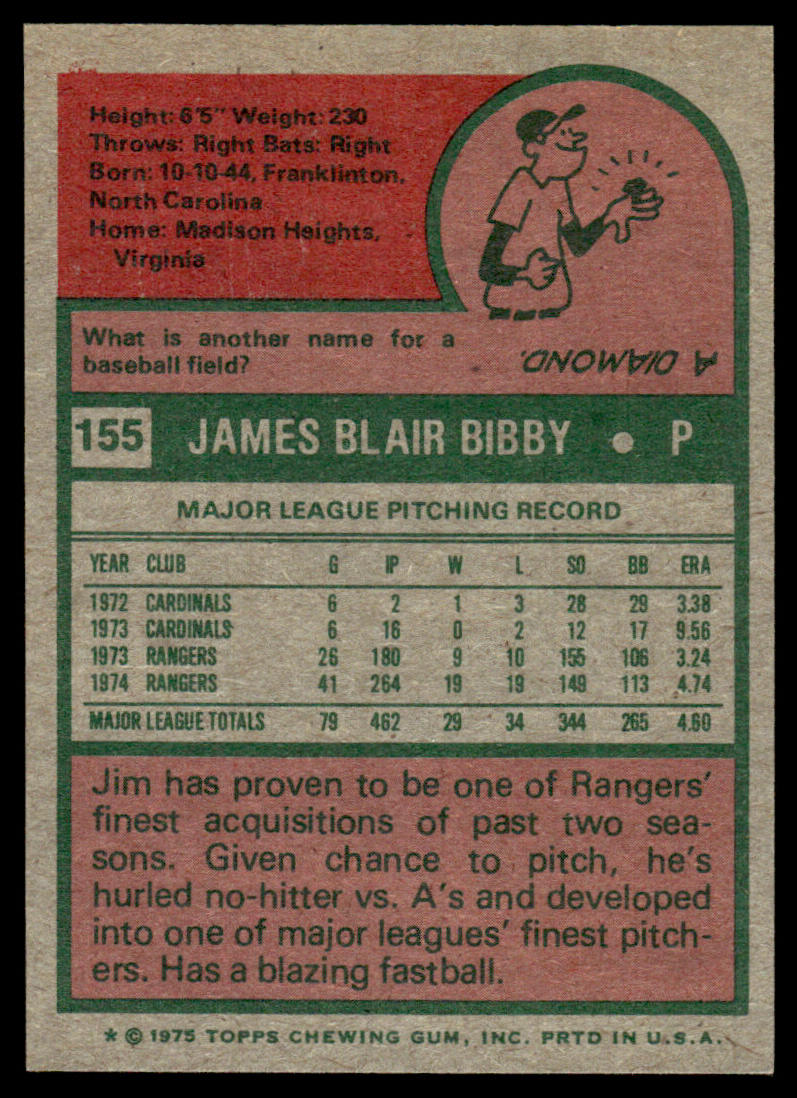 Height: 6'5" Weight: 230
Throws: Right Bats: Right
Born: 10-10-44, Franklinton,
North Carolina
Home: Madison Heights,
Virginia
What is another name for a
baseball field?
A DIAMOND.
155 JAMES BLAIR BIBBY • P
MAJOR LEAGUE PITCHING RECORD
YEAR CLUB G IP W L SO BB ERA
1972 CARDINALS 6 2 1 3 28 29 3.38
1973 CARDINALS 6 16 0 2 12 17 9.56
1973 RANGERS 26 180 9 10 155 106 3.24
1974 RANGERS 41 264 19 19 149 113 4.74
MAJOR LEAGUE TOTALS 79 462 29 34 344 265 4.60
Jim has proven to be one of Rangers'
finest acquisitions of past two sea-
sons. Given chance to pitch, he's
hurled no-hitter vs. A's and developed
into one of major leagues' finest pitch-
ers. Has a blazing fastball.
* © 1975 TOPPS CHEWING GUM, INC. PRTD IN U.S.A.